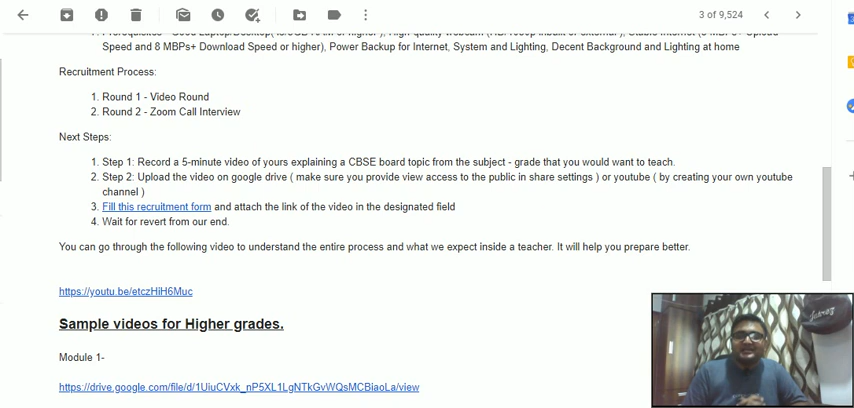 3 of 9,524
Speed and 8 MBPs+ Download Speed or higher), Power Backup for Internet, System and Lighting, Decent Background and Lighting at home
Recruitment Process:
1. Round 1 - Video Round
2. Round 2 - Zoom Call Interview
Next Steps:
1. Step 1: Record a 5-minute video of yours explaining a CBSE board topic from the subject - grade that you would want to teach.
2. Step 2: Upload the video on google drive ( make sure you provide view access to the public in share settings ) or youtube ( by creating your own youtube
channel )
3. Fill this recruitment form and attach the link of the video in the designated field
4. Wait for revert from our end.
You can go through the following video to understand the entire process and what we expect inside a teacher. It will help you prepare better.
https://youtu.be/etczHiH6Muc
Sample videos for Higher grades.
Module 1-
https://drive.google.com/file/d/1UiuCVxk_nP5XL1LgNTkGvWQsMCBiaoLa/view